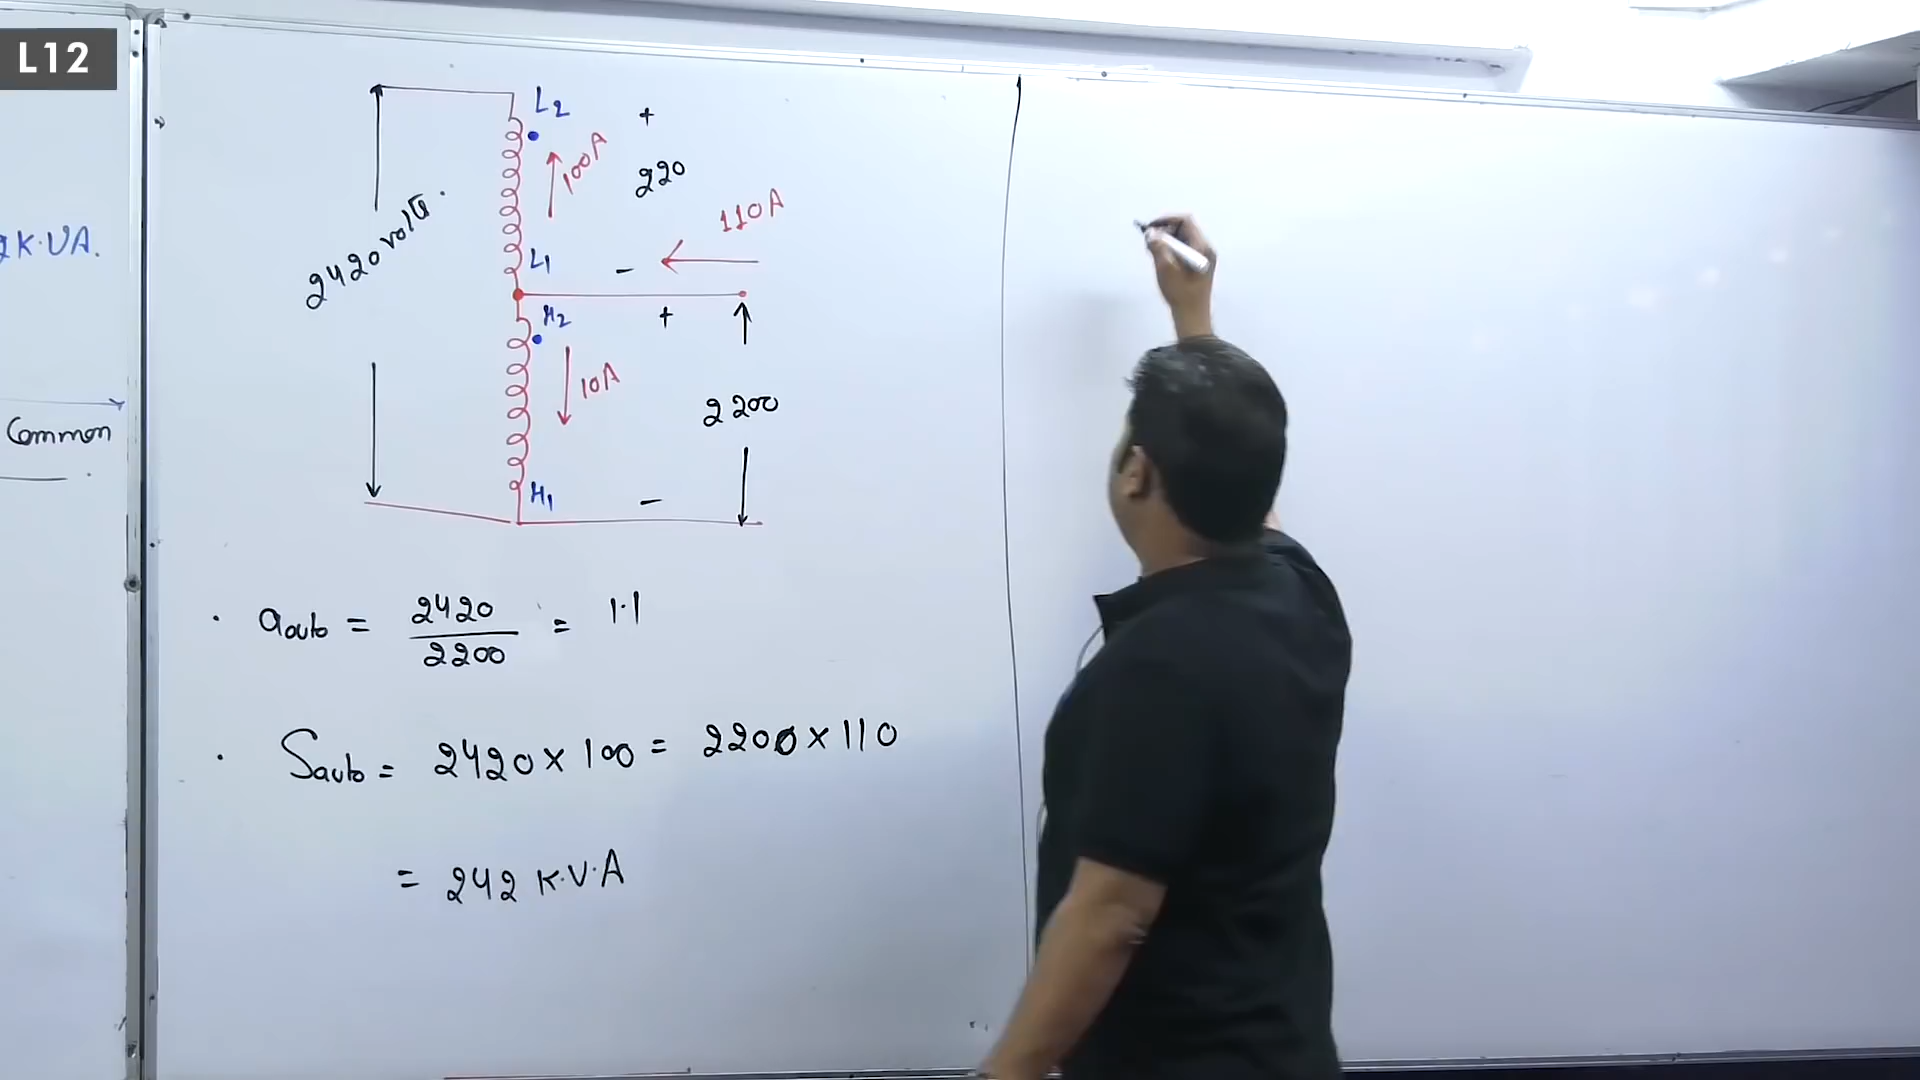 L12
2K·VA.
Common
L2
+
100A
220
110A
2420 volts.
L1
-
H2
+
10A
2200
H1
-
· aauto = 2420/2200 = 1·1
· Sauto = 2420 × 100 = 2200 × 110
= 242 K·V·A